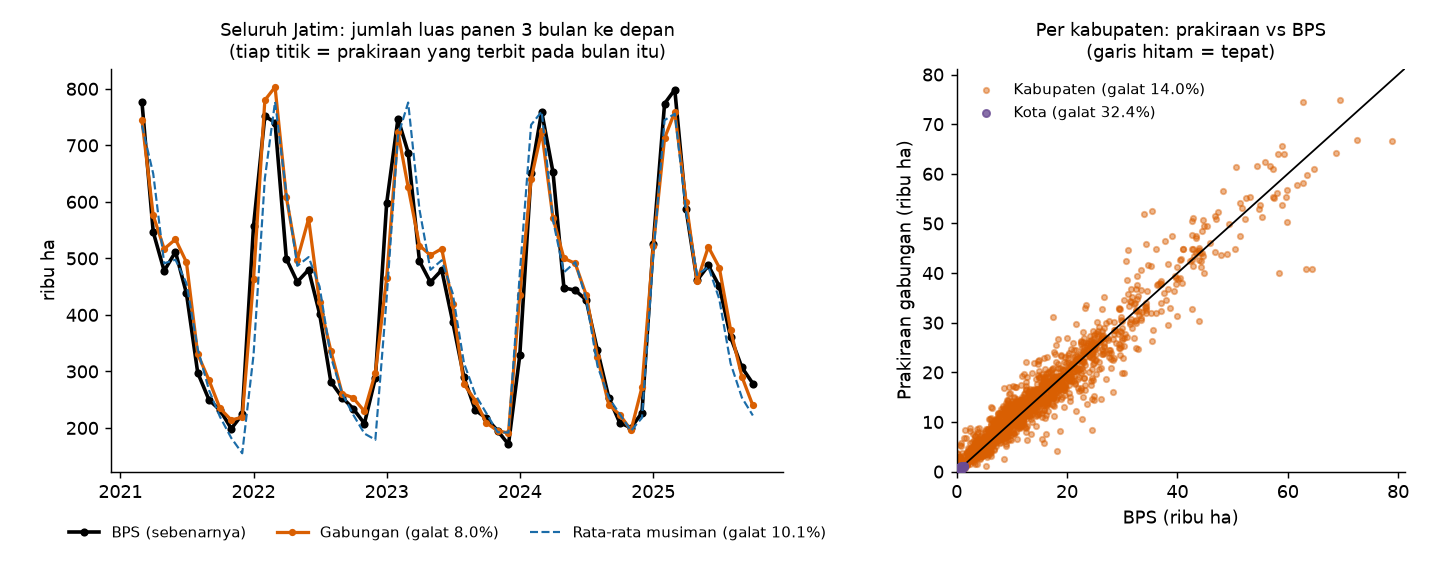 Seluruh Jatim: jumlah luas panen 3 bulan ke depan
(tiap titik = prakiraan yang terbit pada bulan itu)
ribu ha
800
700
600
500
400
300
200
2021
2022
2023
2024
2025
BPS (sebenarnya)
Gabungan (galat 8.0%)
Rata-rata musiman (galat 10.1%)
Per kabupaten: prakiraan vs BPS
(garis hitam = tepat)
Kabupaten (galat 14.0%)
Kota (galat 32.4%)
Prakiraan gabungan (ribu ha)
80
70
60
50
40
30
20
10
0
0
20
40
60
80
BPS (ribu ha)